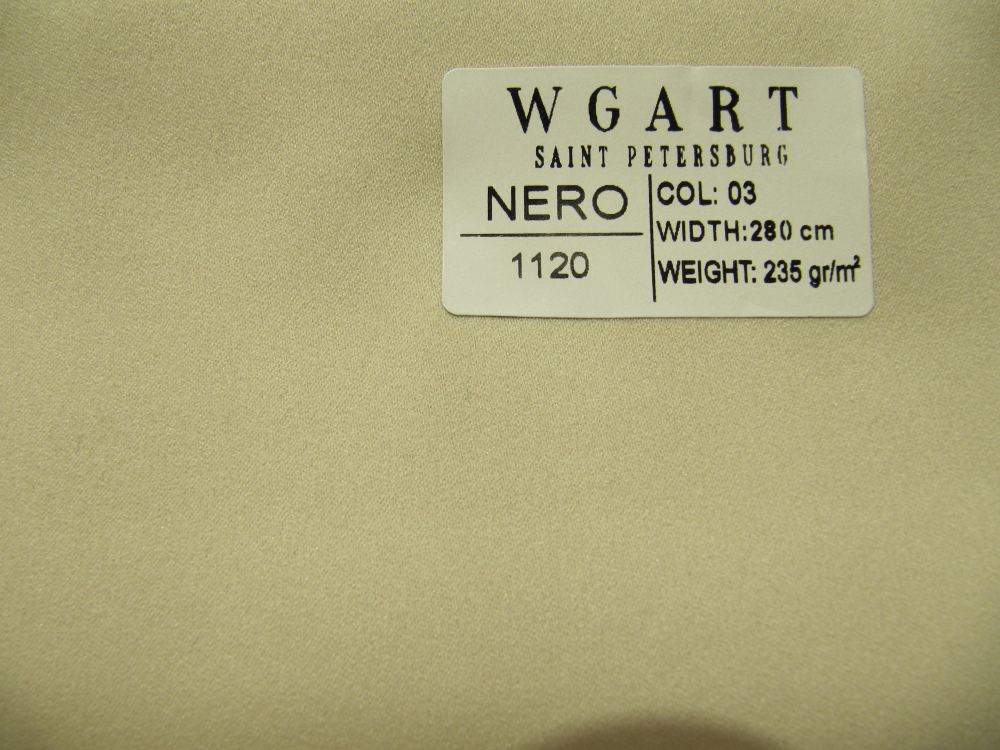 WGART
SAINT PETERSBURG
NERO
1120
COL: 03
WIDTH:280 cm
WEIGHT: 235 gr/m²